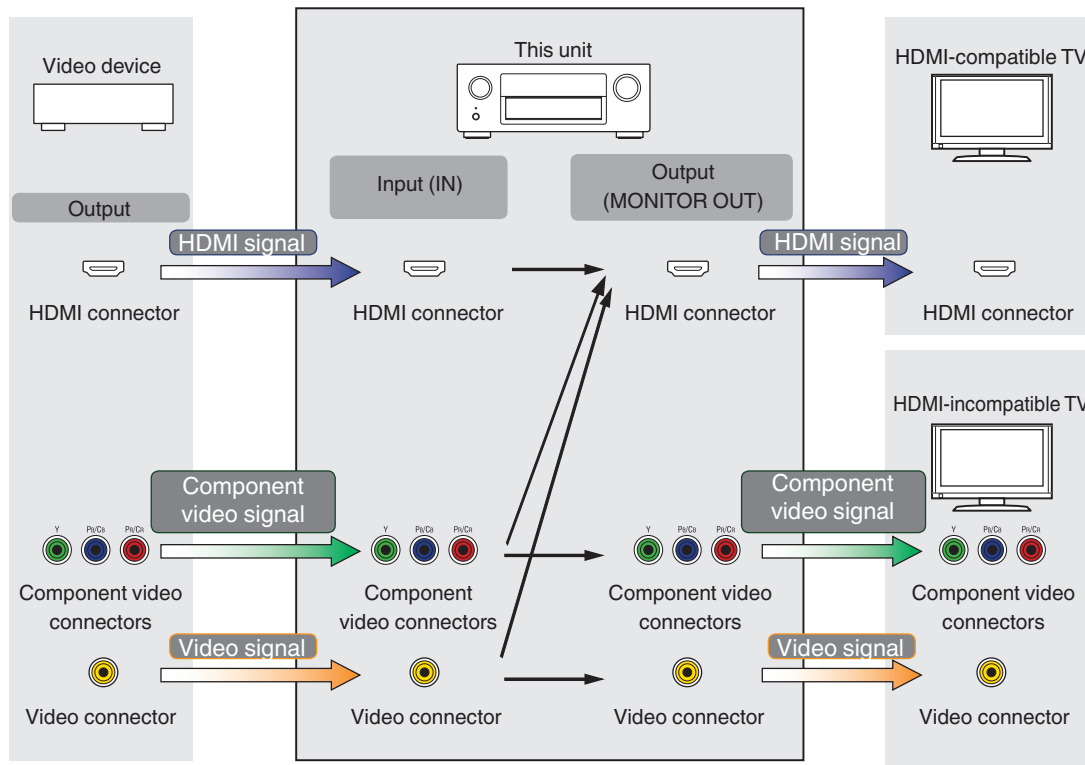 Video device
This unit
HDMI-compatible TV
Output
Input (IN)
Output
(MONITOR OUT)
HDMI signal
HDMI signal
HDMI connector
HDMI connector
HDMI connector
HDMI connector
HDMI-incompatible TV
Component
video signal
Component
video signal
Y PB/CB PR/CR
Y PB/CB PR/CR
Y PB/CB PR/CR
Y PB/CB PR/CR
Component video
connectors
Component
video connectors
Component video
connectors
Component video
connectors
Video signal
Video signal
Video connector
Video connector
Video connector
Video connector